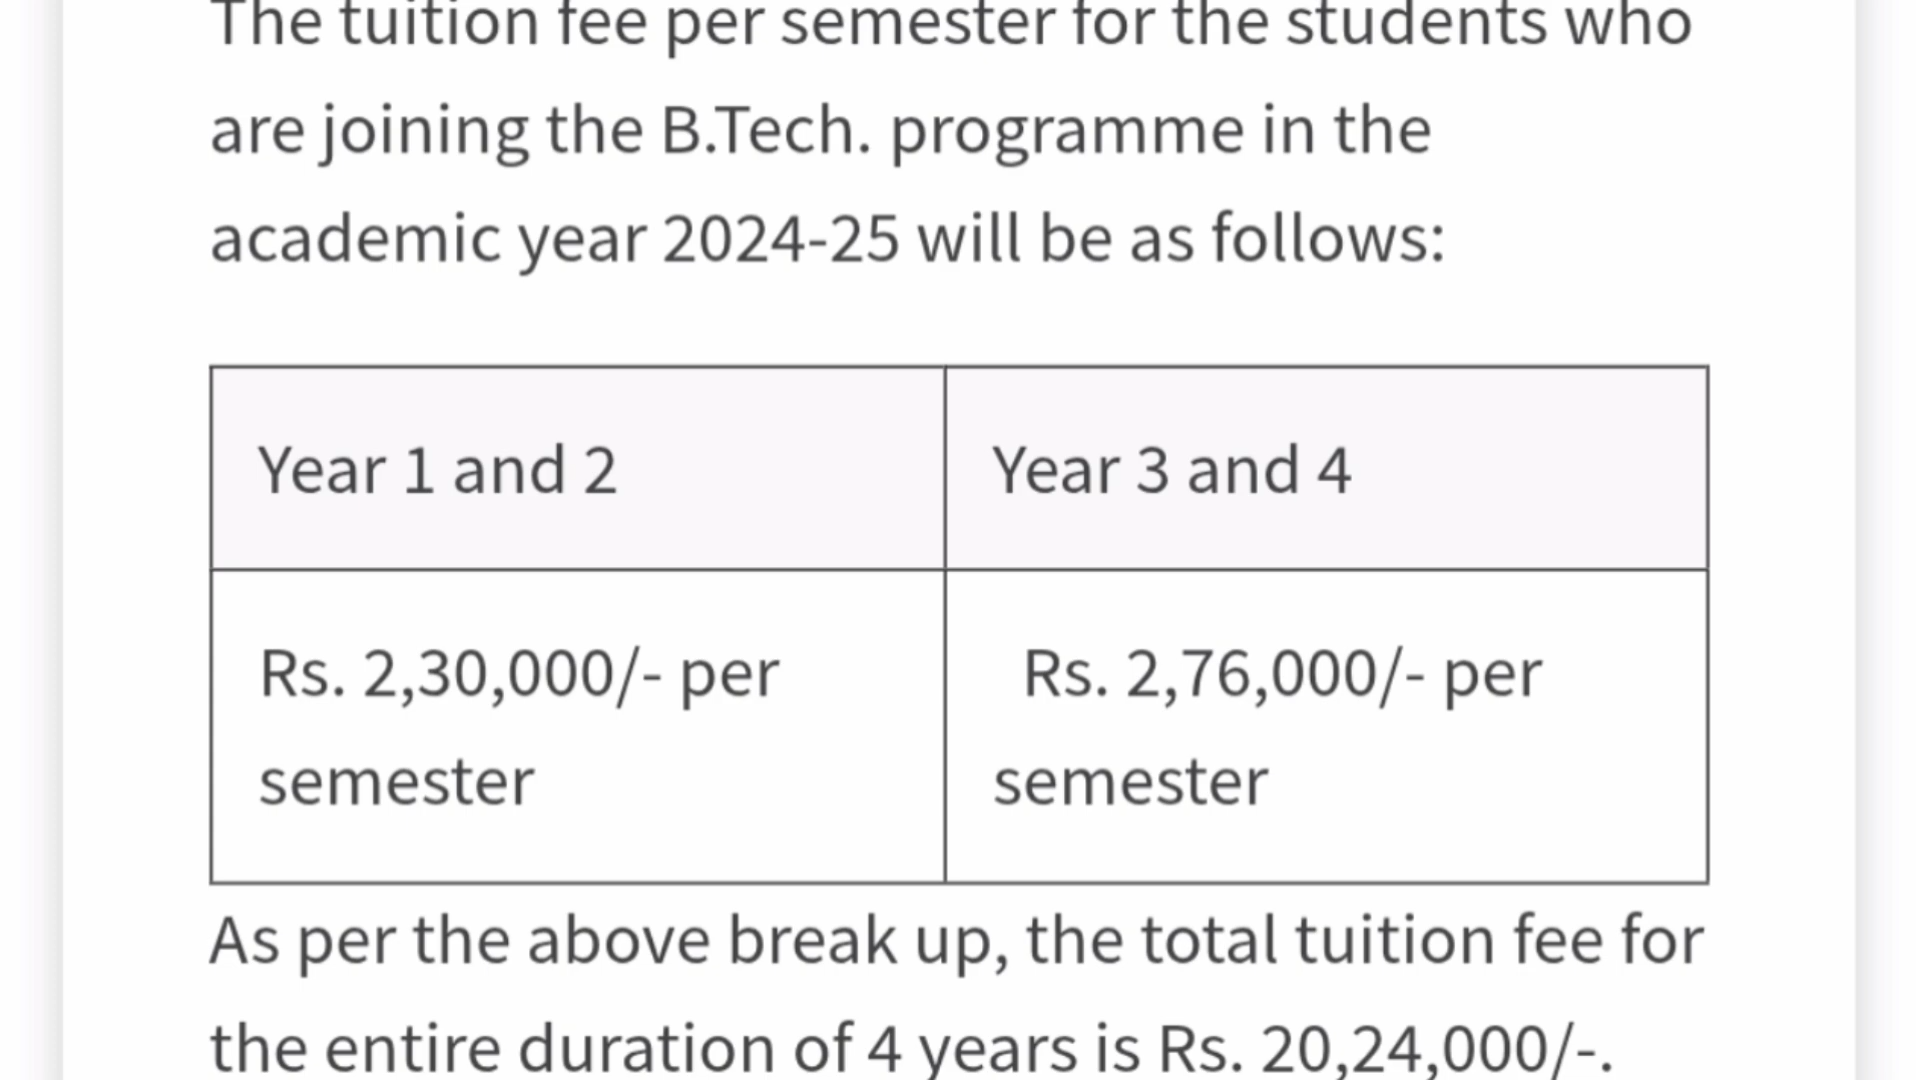 The tuition fee per semester for the students who
are joining the B.Tech. programme in the
academic year 2024-25 will be as follows:
Year 1 and 2
Year 3 and 4
Rs. 2,30,000/- per
semester
Rs. 2,76,000/- per
semester
As per the above break up, the total tuition fee for
the entire duration of 4 years is Rs. 20,24,000/-.